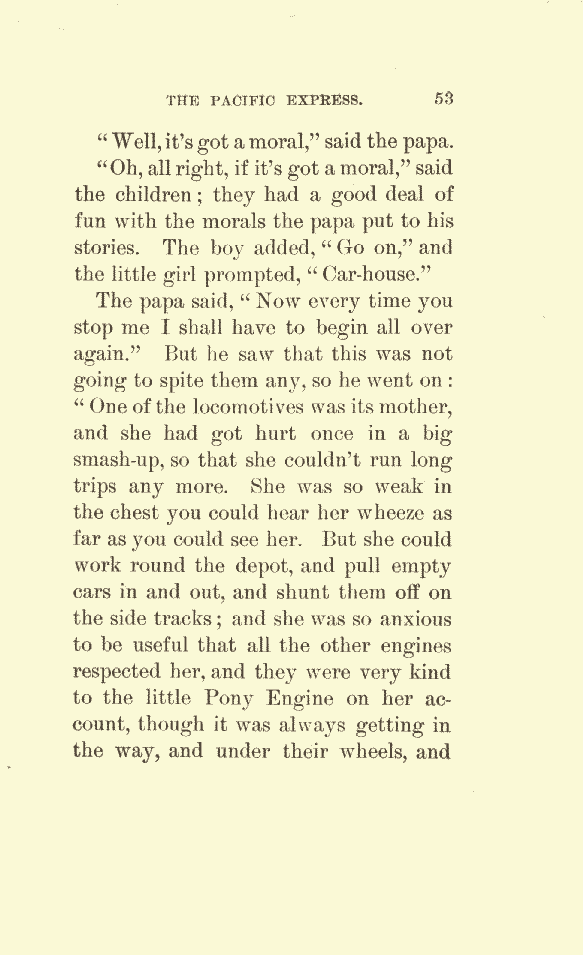 THE PACIFIC EXPRESS. 53
“Well, it’s got a moral,” said the papa.
“Oh, all right, if it’s got a moral,” said
the children; they had a good deal of
fun with the morals the papa put to his
stories. The boy added, “Go on,” and
the little girl prompted, “Car-house.”
The papa said, “Now every time you
stop me I shall have to begin all over
again.” But he saw that this was not
going to spite them any, so he went on:
“One of the locomotives was its mother,
and she had got hurt once in a big
smash-up, so that she couldn’t run long
trips any more. She was so weak in
the chest you could hear her wheeze as
far as you could see her. But she could
work round the depot, and pull empty
cars in and out, and shunt them off on
the side tracks; and she was so anxious
to be useful that all the other engines
respected her, and they were very kind
to the little Pony Engine on her ac-
count, though it was always getting in
the way, and under their wheels, and